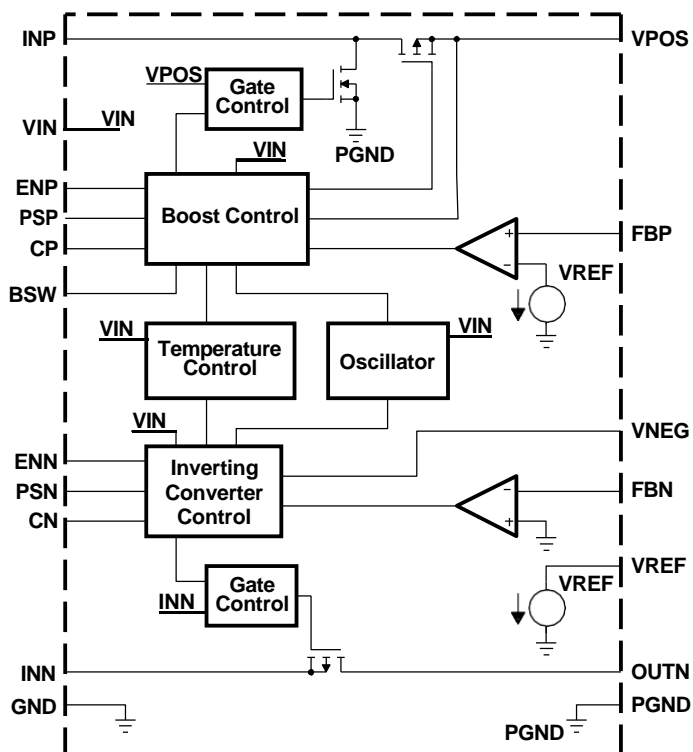 INP
VPOS
VPOS
Gate
Control
VIN
VIN
VIN
PGND
ENP
PSP
CP
Boost Control
+
−
FBP
VREF
BSW
VIN
Temperature
Control
Oscillator
VIN
VIN
VNEG
ENN
PSN
CN
Inverting
Converter
Control
−
+
FBN
VREF
VREF
INN
Gate
Control
INN
OUTN
GND
PGND
PGND